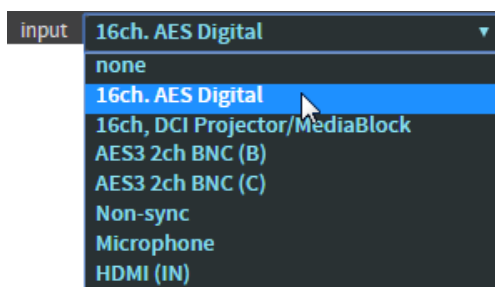 input 16ch. AES Digital ▼
none
16ch. AES Digital
16ch, DCI Projector/MediaBlock
AES3 2ch BNC (B)
AES3 2ch BNC (C)
Non-sync
Microphone
HDMI (IN)